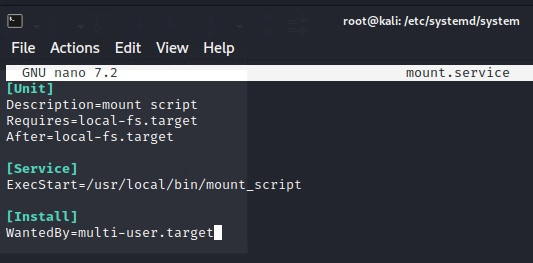 root@kali: /etc/systemd/system
File Actions Edit View Help
GNU nano 7.2 mount.service
[Unit]
Description=mount script
Requires=local-fs.target
After=local-fs.target
[Service]
ExecStart=/usr/local/bin/mount_script
[Install]
WantedBy=multi-user.target